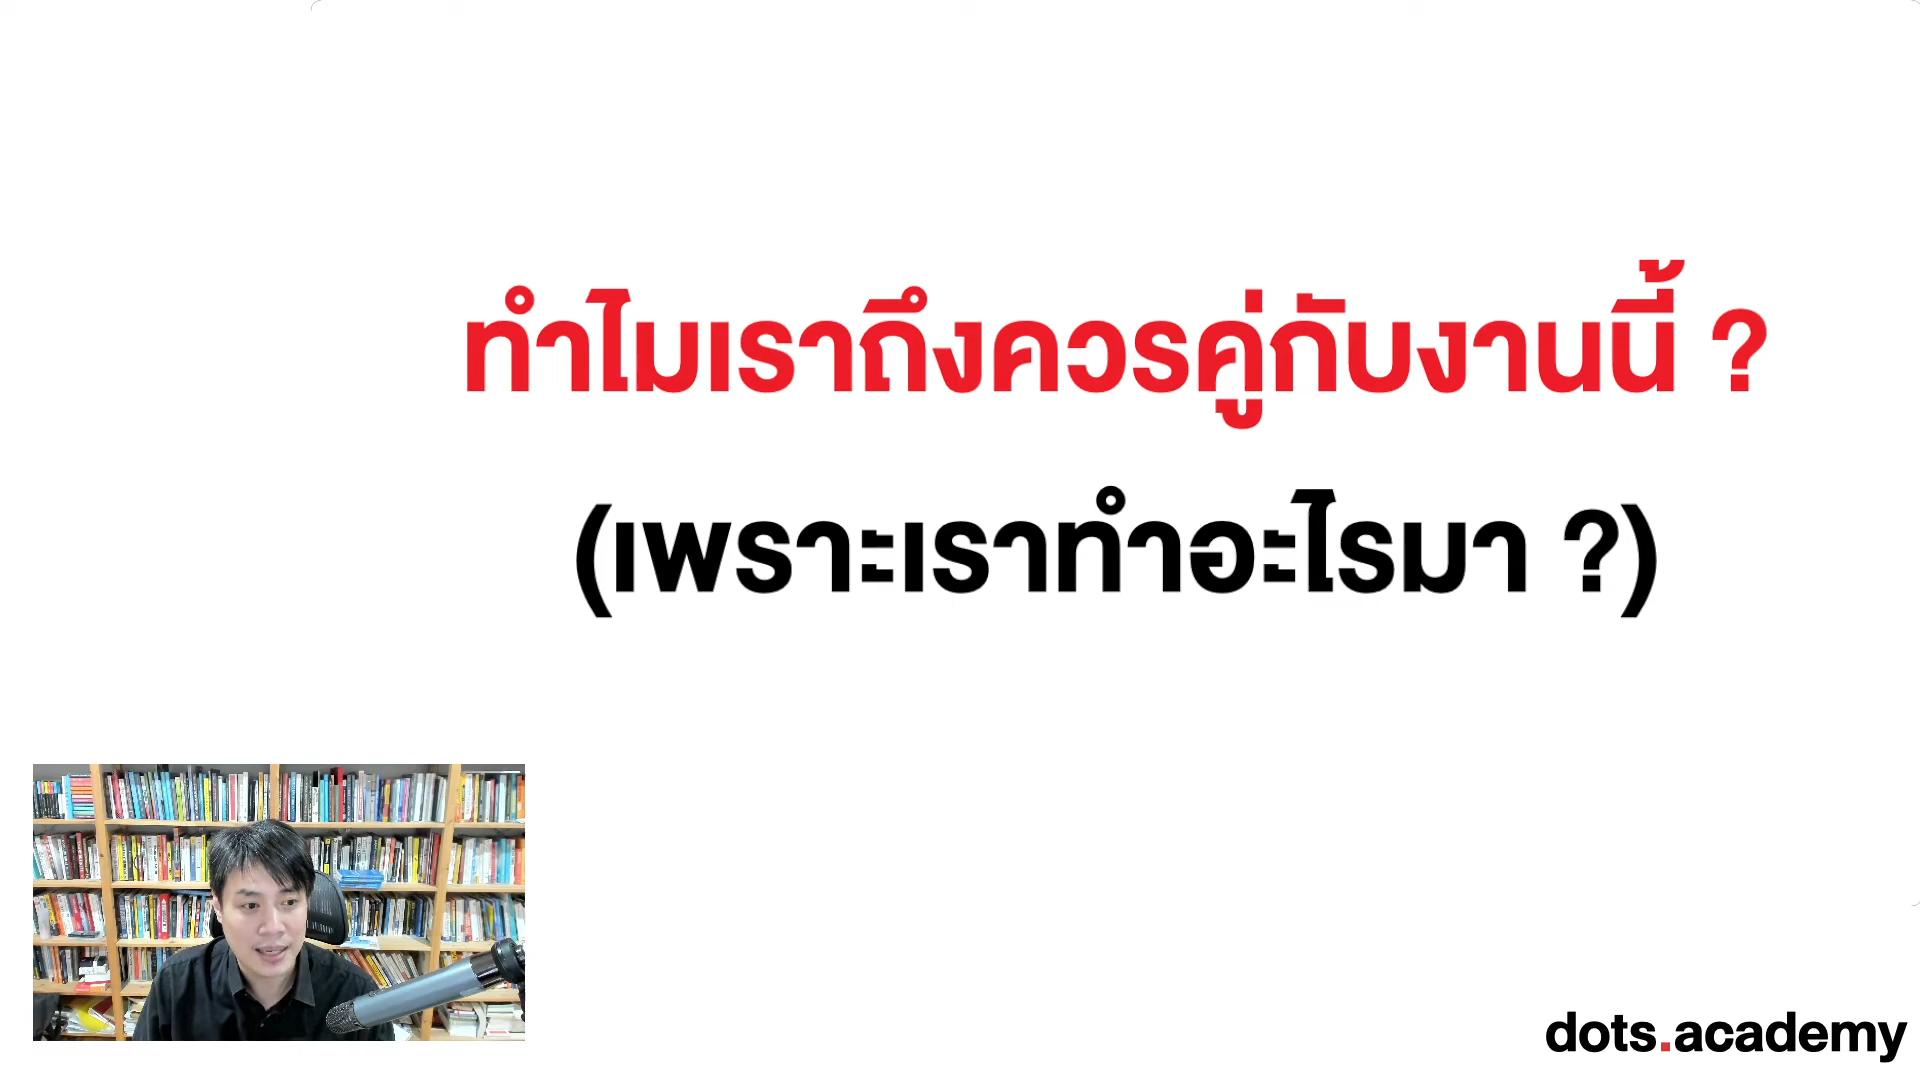 ทำไมเราถึงควรคู่กับงานนี้ ?
(เพราะเราทำอะไรมา ?)
dots.academy